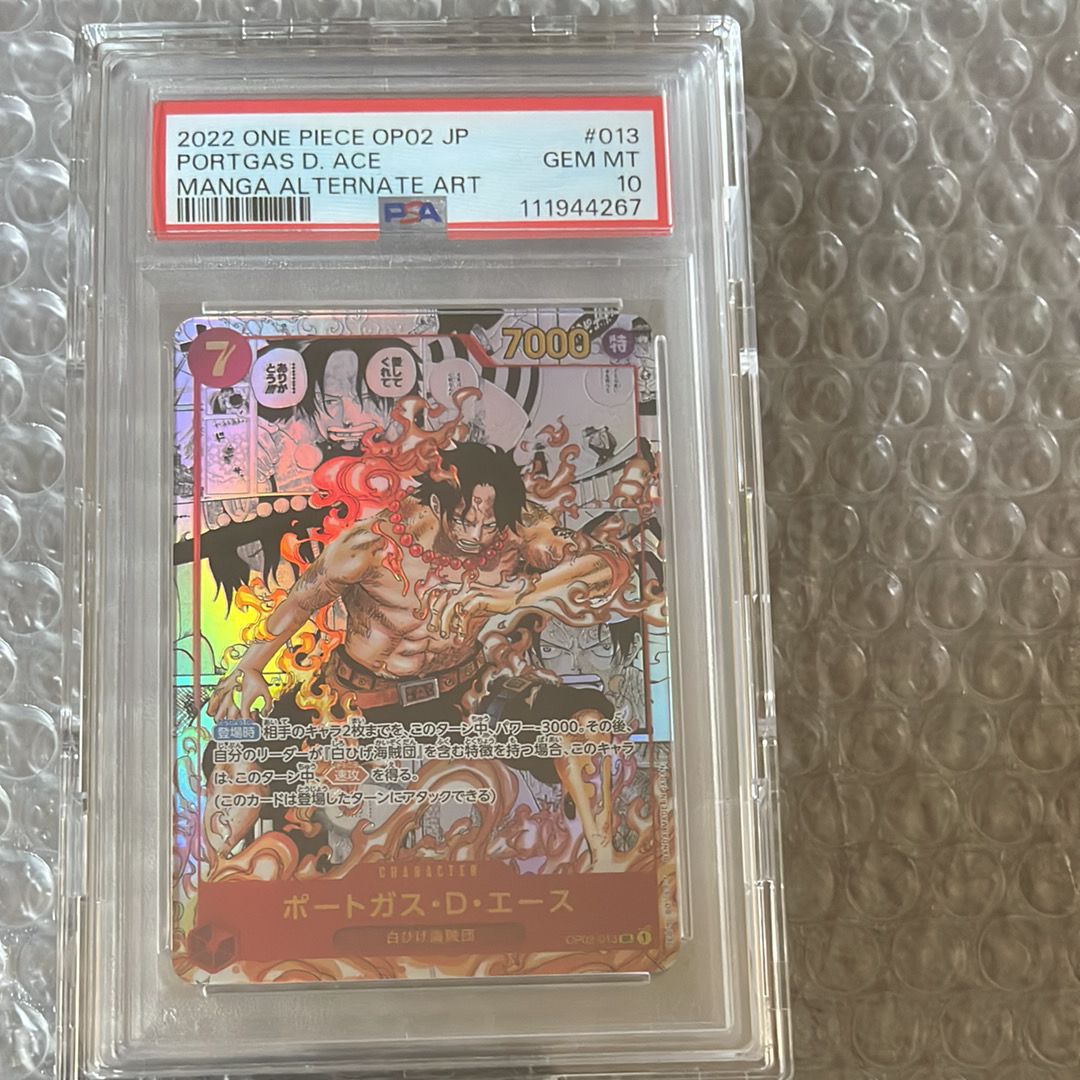 2022 ONE PIECE OP02 JP #013
PORTGAS D. ACE GEM MT
MANGA ALTERNATE ART 10
PSA 111944267
7
7000 特
愛して
くれて
………
ありが
とう!!!
登場時 相手のキャラ2枚までを、このターン中、パワー-3000。その後、
自分のリーダーが『白ひげ海賊団』を含む特徴を持つ場合、このキャラ
は、このターン中、速攻を得る。
(このカードは登場したターンにアタックできる)
CHARACTER
ポートガス・D・エース
白ひげ海賊団
OP02-013 SR 1